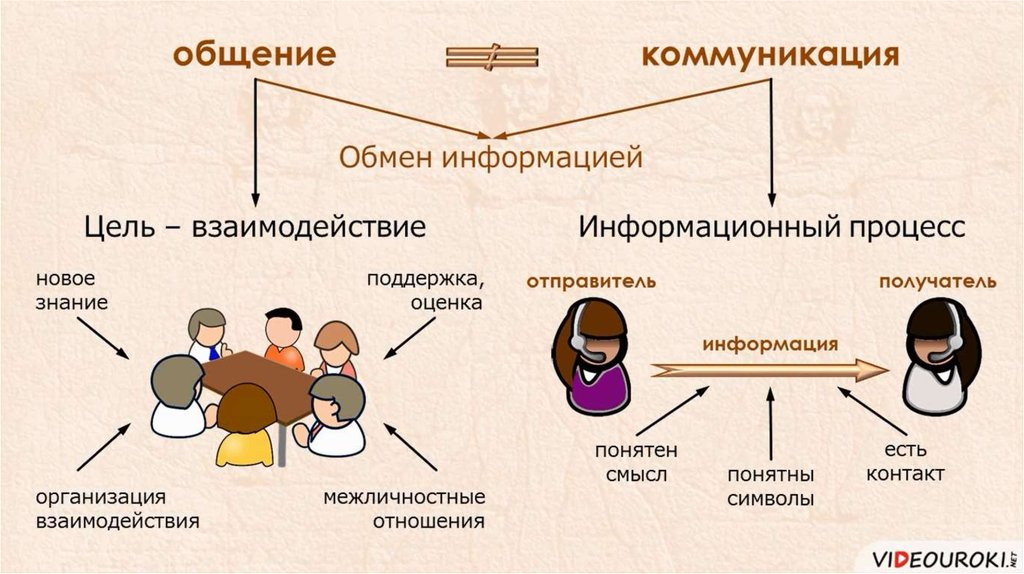 общение
коммуникация
Обмен информацией
Цель – взаимодействие
Информационный процесс
новое
знание
поддержка,
оценка
отправитель
получатель
информация
понятен
смысл
понятны
символы
есть
контакт
организация
взаимодействия
межличностные
отношения
VIDEOUROKI.NET